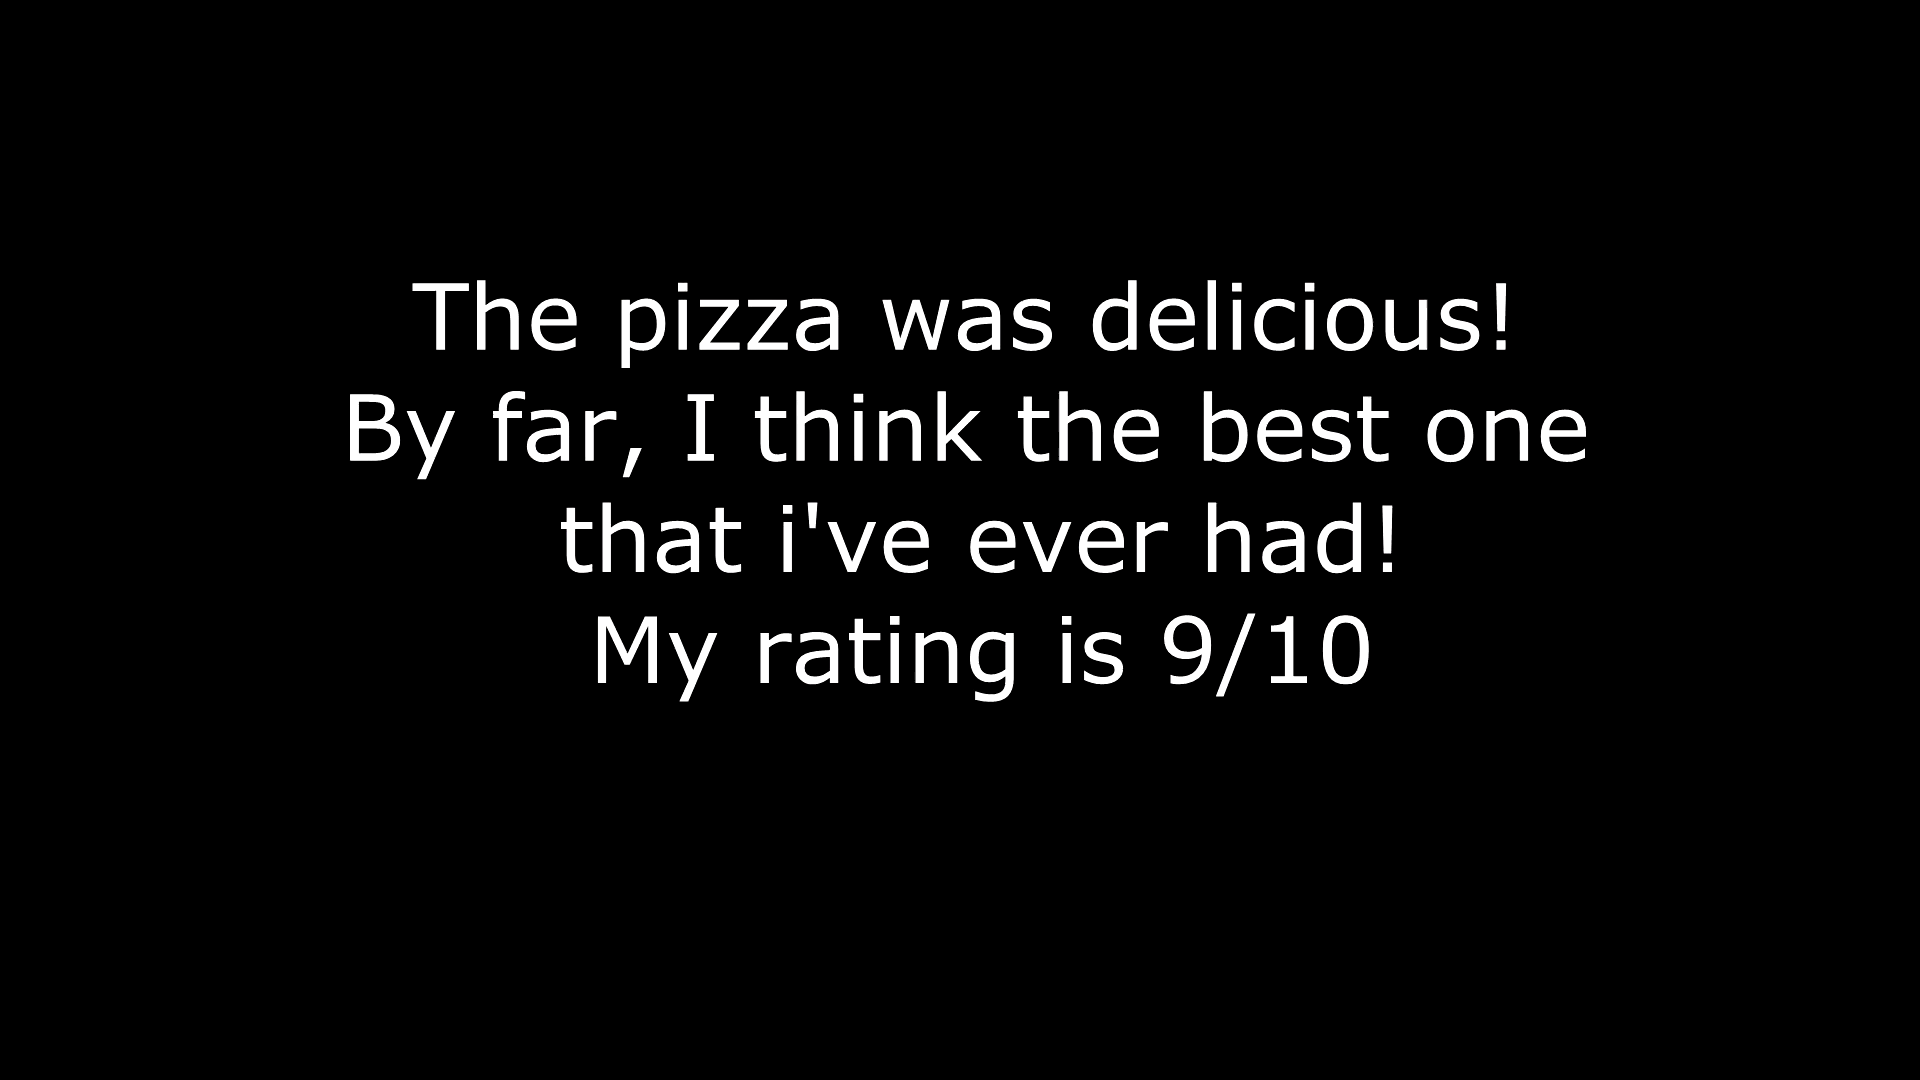 The pizza was delicious!
By far, I think the best one
that i've ever had!
My rating is 9/10